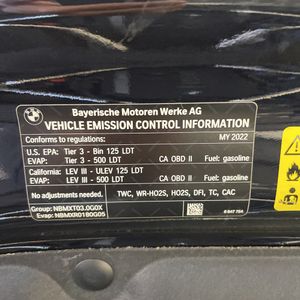 BMW
Bayerische Motoren Werke AG
VEHICLE EMISSION CONTROL INFORMATION
Conforms to regulations: MY 2022
U.S. EPA: Tier 3 - Bin 125 LDT
EVAP: Tier 3 - 500 LDT CA OBD II Fuel: gasoline
California: LEV III - ULEV 125 LDT
EVAP: LEV III - 500 LDT CA OBD II Fuel: gasoline
No adjustments needed. TWC, WR-HO2S, HO2S, DFI, TC, CAC
Group: NBMXT03.0G0X
Evap: NBMXR0180G05